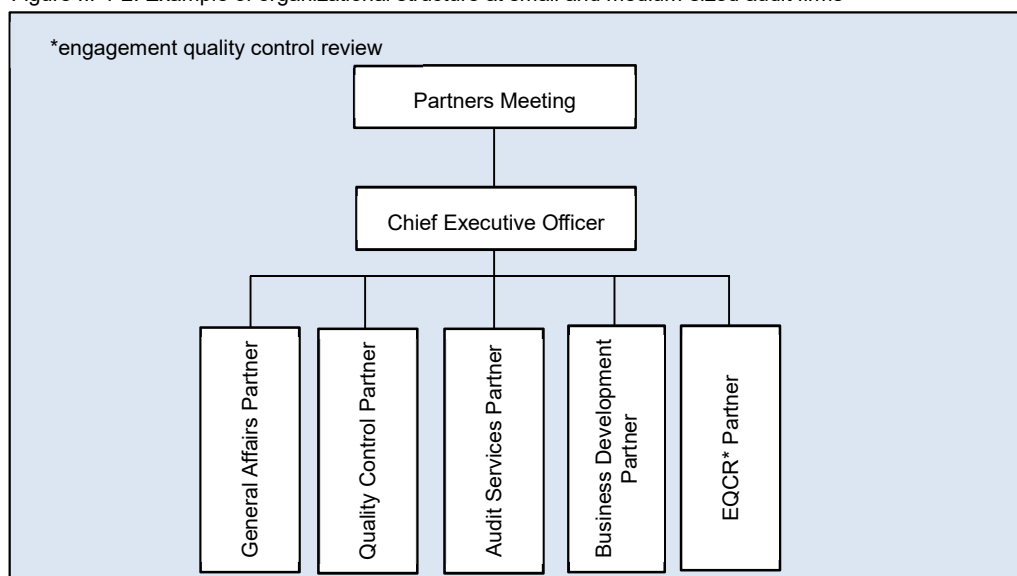 *engagement quality control review
Partners Meeting
Chief Executive Officer
General Affairs Partner
Quality Control Partner
Audit Services Partner
Business Development
Partner
EQCR* Partner